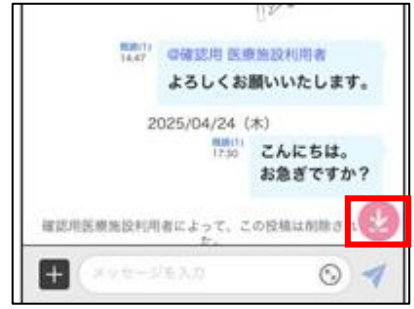 既読(1)
14:47
@確認用 医療施設利用者
よろしくお願いいたします。
2025/04/24（木）
既読(1)
17:50
こんにちは。
お急ぎですか？
確認用医療施設利用者によって、この投稿は削除され
た。
メッセージを入力